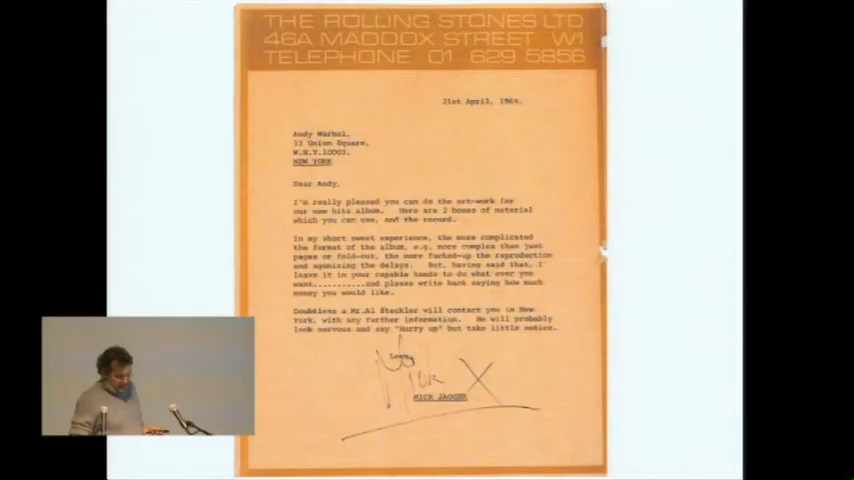 THE ROLLING STONES LTD
46A MADDOX STREET W1
TELEPHONE 01 629 5856
21st April, 1969.
Andy Warhol,
33 Union Square,
W.N.Y.10003,
NEW YORK
Dear Andy,
I'm really pleased you can do the art-work for
our new hits album. Here are 2 boxes of material
which you can use, and the record.
In my short sweet experience, the more complicated
the format of the album, e.g. more complex than just
pages or fold-out, the more fucked-up the reproduction
and agonising the delays. But, having said that, I
leave it in your capable hands to do what ever you
want...........and please write back saying how much
money you would like.
Doubtless a Mr.Al Steckler will contact you in New
York, with any further information. He will probably
look nervous and say "Hurry up" but take little notice.
Love,
MICK JAGGER